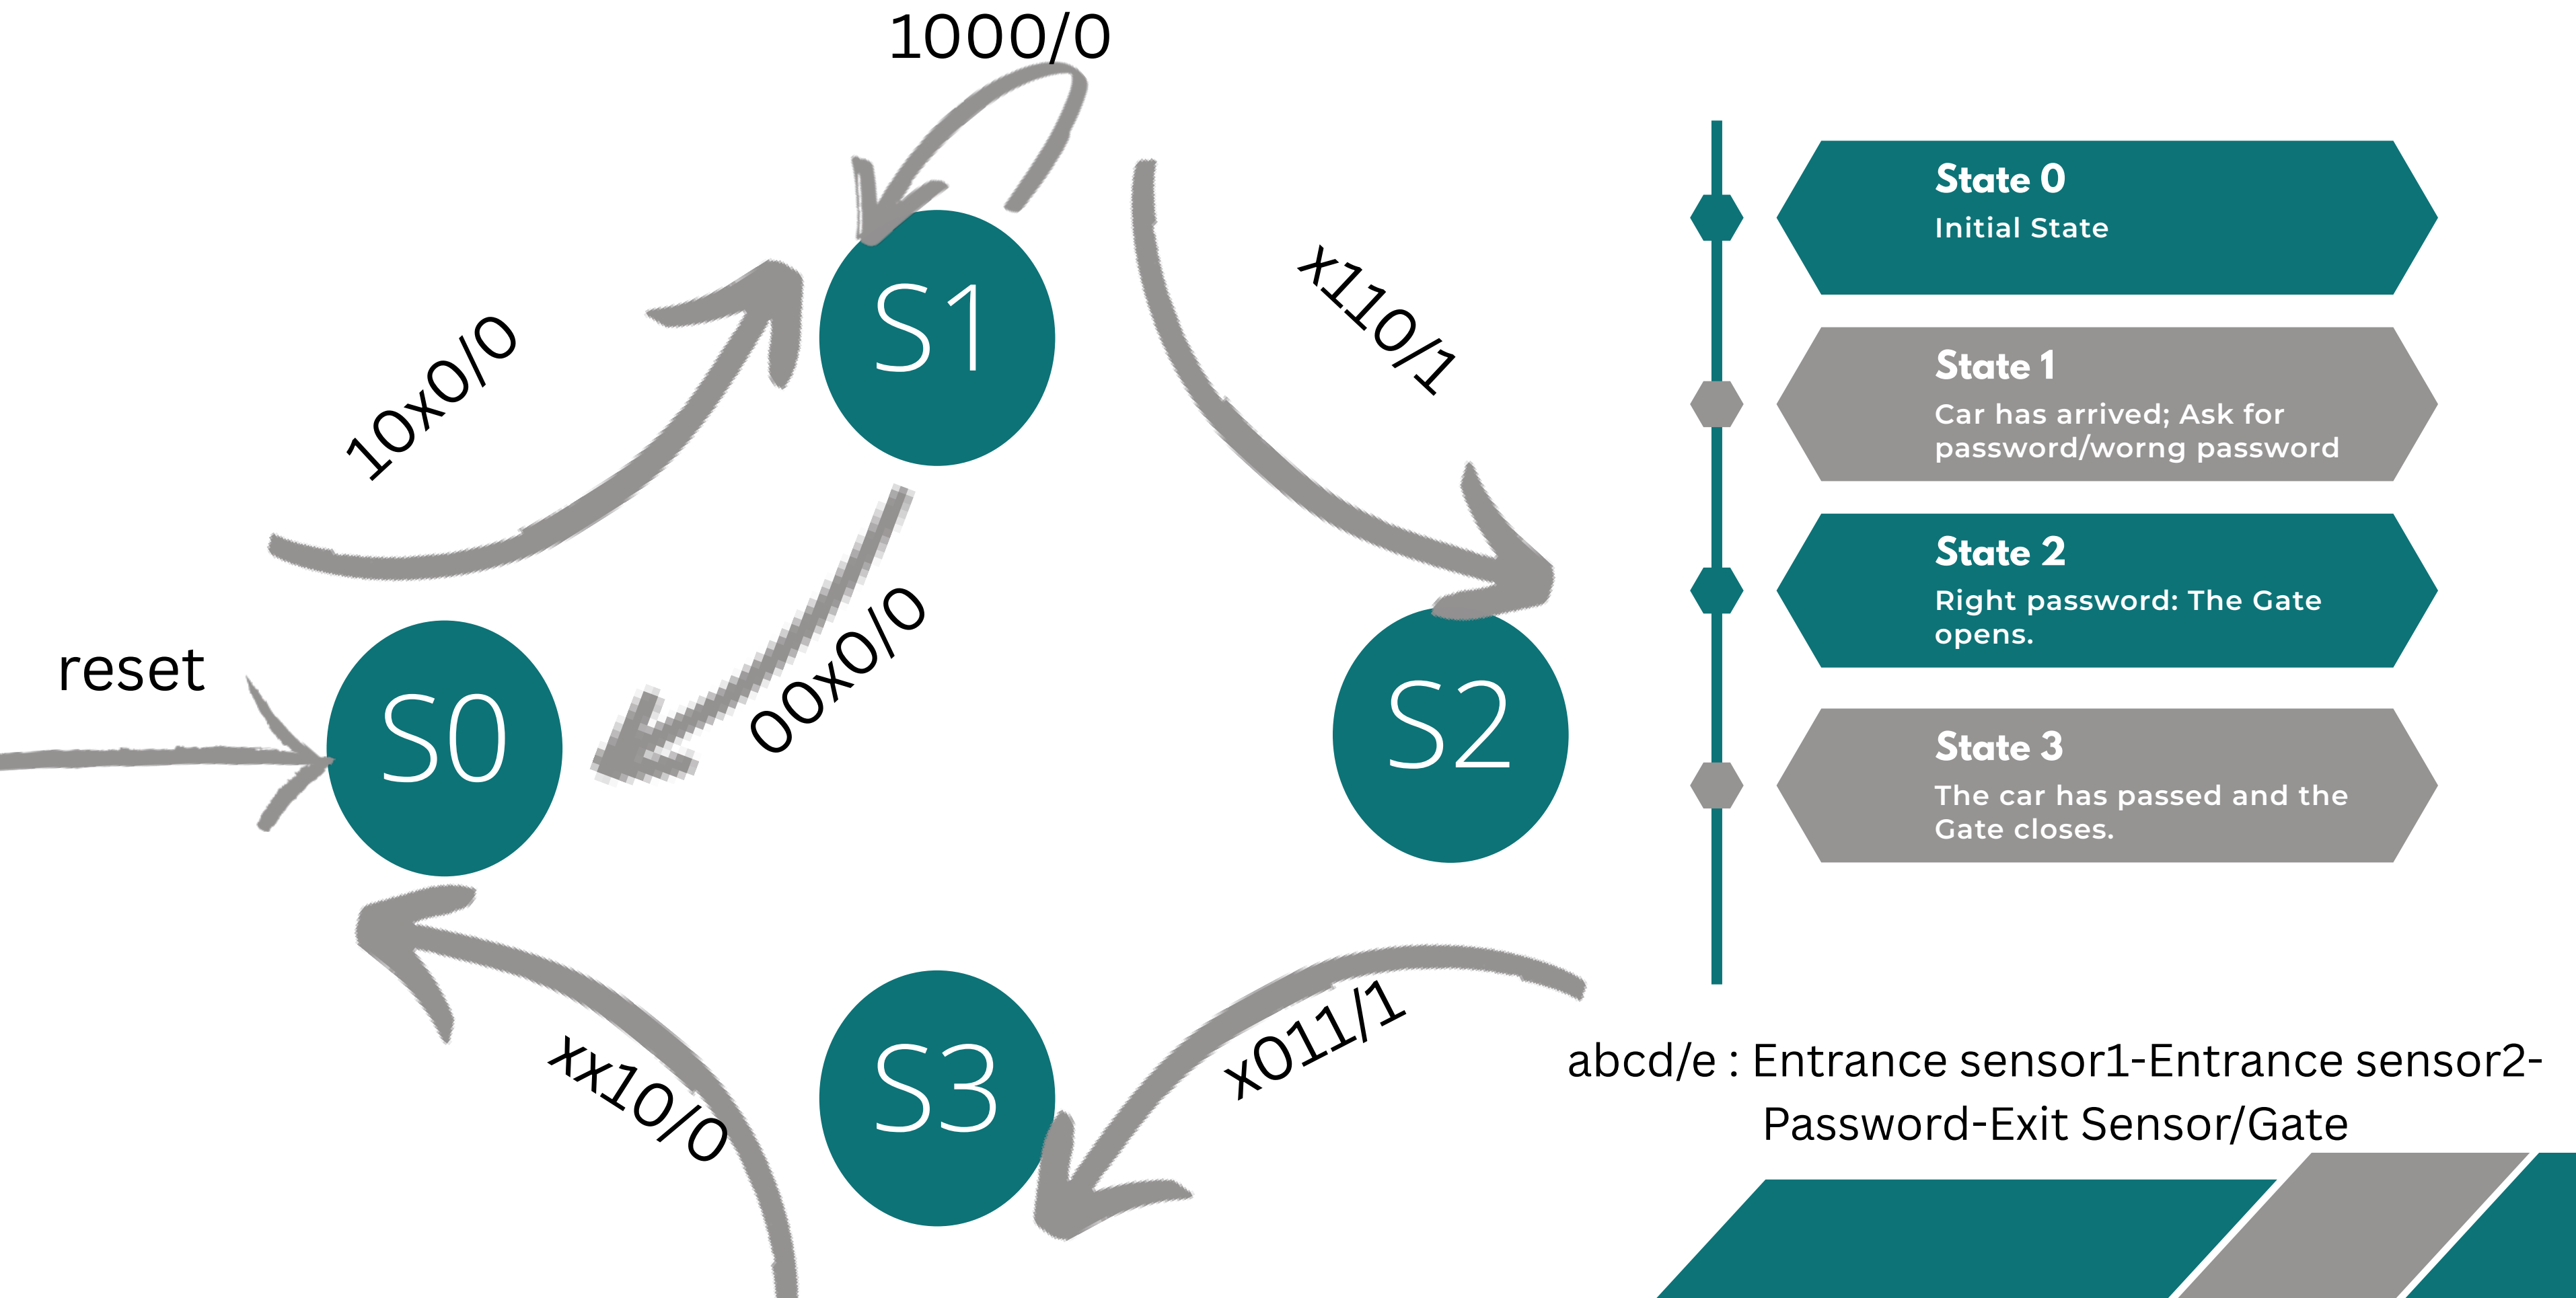 1000/0
S1
10x0/0
x110/1
00x0/0
reset
S0
S2
x011/1
S3
xx10/0
State 0
Initial State
State 1
Car has arrived; Ask for
password/worng password
State 2
Right password: The Gate
opens.
State 3
The car has passed and the
Gate closes.
abcd/e : Entrance sensor1-Entrance sensor2-
Password-Exit Sensor/Gate